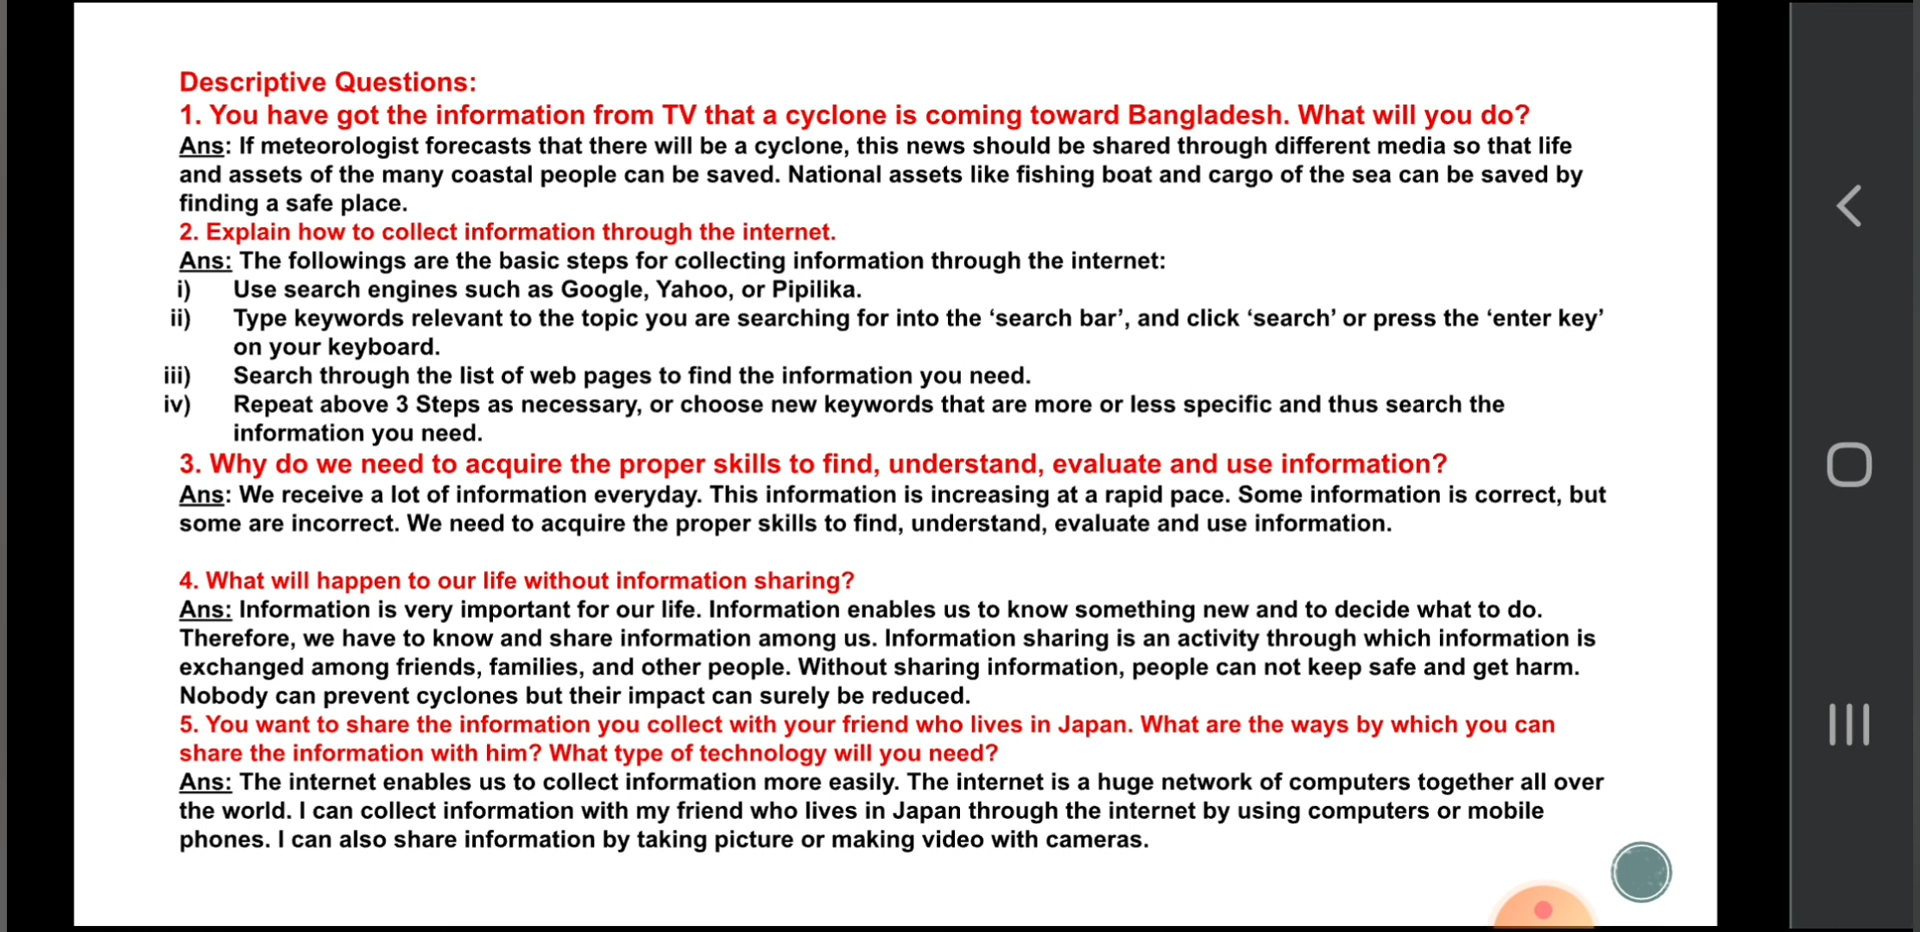 Descriptive Questions:
1. You have got the information from TV that a cyclone is coming toward Bangladesh. What will you do?
Ans: If meteorologist forecasts that there will be a cyclone, this news should be shared through different media so that life
and assets of the many coastal people can be saved. National assets like fishing boat and cargo of the sea can be saved by
finding a safe place.
2. Explain how to collect information through the internet.
Ans: The followings are the basic steps for collecting information through the internet:
i) Use search engines such as Google, Yahoo, or Pipilika.
ii) Type keywords relevant to the topic you are searching for into the ‘search bar’, and click ‘search’ or press the ‘enter key’
on your keyboard.
iii) Search through the list of web pages to find the information you need.
iv) Repeat above 3 Steps as necessary, or choose new keywords that are more or less specific and thus search the
information you need.
3. Why do we need to acquire the proper skills to find, understand, evaluate and use information?
Ans: We receive a lot of information everyday. This information is increasing at a rapid pace. Some information is correct, but
some are incorrect. We need to acquire the proper skills to find, understand, evaluate and use information.
4. What will happen to our life without information sharing?
Ans: Information is very important for our life. Information enables us to know something new and to decide what to do.
Therefore, we have to know and share information among us. Information sharing is an activity through which information is
exchanged among friends, families, and other people. Without sharing information, people can not keep safe and get harm.
Nobody can prevent cyclones but their impact can surely be reduced.
5. You want to share the information you collect with your friend who lives in Japan. What are the ways by which you can
share the information with him? What type of technology will you need?
Ans: The internet enables us to collect information more easily. The internet is a huge network of computers together all over
the world. I can collect information with my friend who lives in Japan through the internet by using computers or mobile
phones. I can also share information by taking picture or making video with cameras.